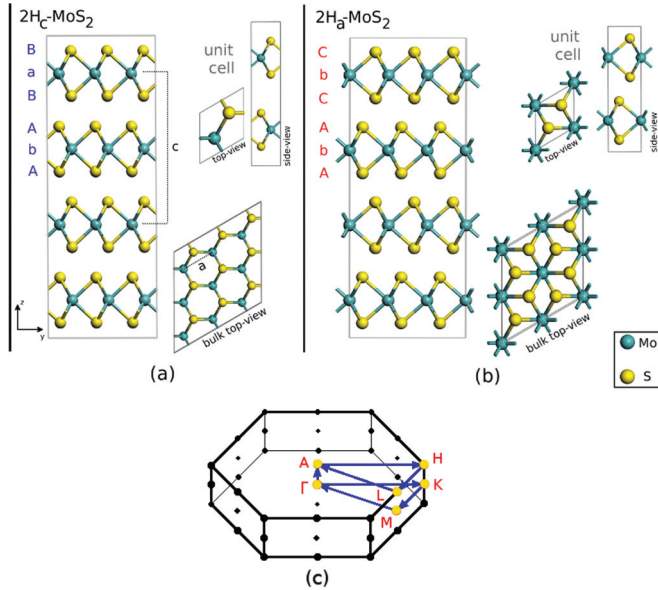 2Hc-MoS2
B
a
B
A
b
A
c
unit
cell
top-view
side-view
a
bulk top-view
z
y
(a)
2Ha-MoS2
C
b
C
A
b
A
unit
cell
top-view
side-view
bulk top-view
(b)
Mo
S
A
H
Γ
K
L
M
(c)